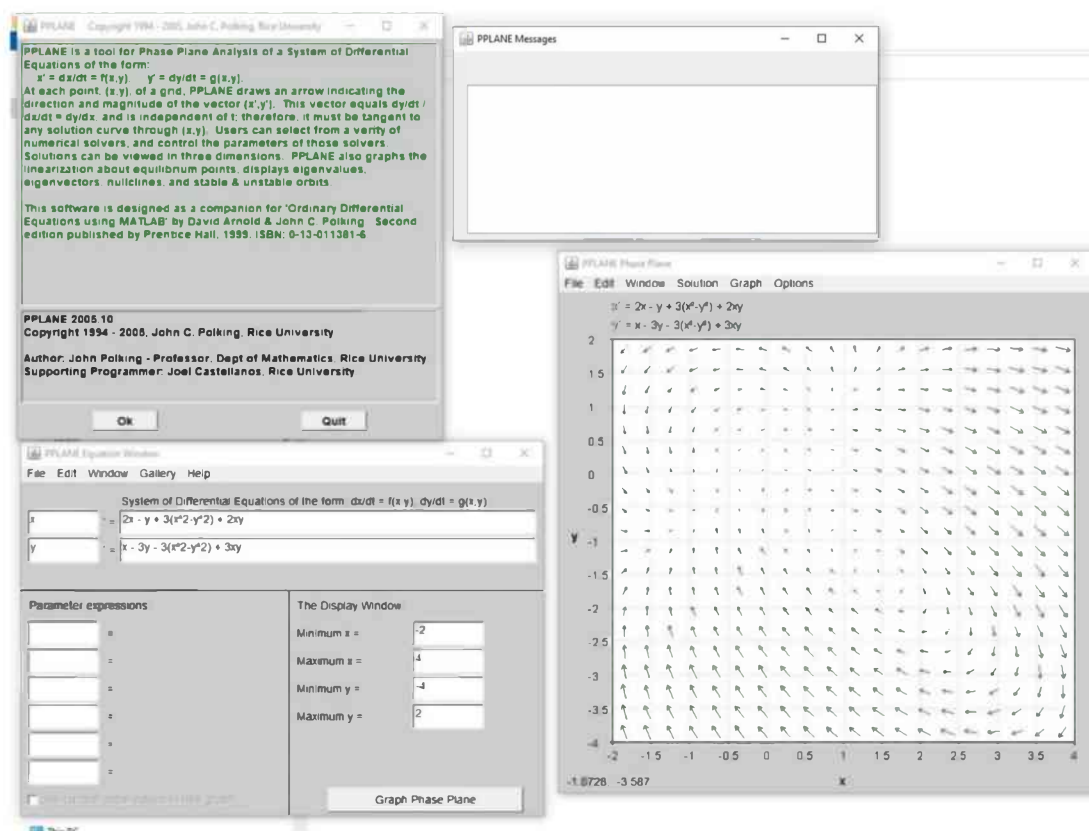 PPLANE Copyright 1994 - 2005, John C. Polking, Rice University
PPLANE is a tool for Phase Plane Analysis of a System of Differential
Equations of the form:
x' = dx/dt = f(x,y). y' = dy/dt = g(x,y).
At each point, (x,y), of a grid, PPLANE draws an arrow indicating the
direction and magnitude of the vector (x',y'). This vector equals dy/dt /
dx/dt = dy/dx, and is independent of t; therefore, it must be tangent to
any solution curve through (x,y). Users can select from a verity of
numerical solvers, and control the parameters of those solvers.
Solutions can be viewed in three dimensions. PPLANE also graphs the
linearization about equilibrium points, displays eigenvalues,
eigenvectors, nullclines, and stable & unstable orbits.
This software is designed as a companion for 'Ordinary Differential
Equations using MATLAB' by David Arnold & John C. Polking Second
edition published by Prentice Hall, 1999, ISBN: 0-13-011381-6
PPLANE 2005.10
Copyright 1994 - 2005, John C. Polking, Rice University
Author: John Polking - Professor, Dept of Mathematics, Rice University
Supporting Programmer: Joel Castellanos, Rice University
Ok Quit
PPLANE Messages
PPLANE Equation Window
File Edit Window Gallery Help
System of Differential Equations of the form: dx/dt = f(x,y), dy/dt = g(x,y)
x ' = 2x - y + 3(x^2-y^2) + 2xy
y ' = x - 3y - 3(x^2-y^2) + 3xy
Parameter expressions
=
=
=
=
=
=
The Display Window
Minimum x = -2
Maximum x = 4
Minimum y = -4
Maximum y = 2
Graph Phase Plane
PPLANE Phase Plane
File Edit Window Solution Graph Options
x' = 2x - y + 3(x²-y²) + 2xy
y' = x - 3y - 3(x²-y²) + 3xy
2
1.5
1
0.5
0
-0.5
y
-1
-1.5
-2
-2.5
-3
-3.5
-4
-2 -1.5 -1 -0.5 0 0.5 1 1.5 2 2.5 3 3.5 4
x
-3.587